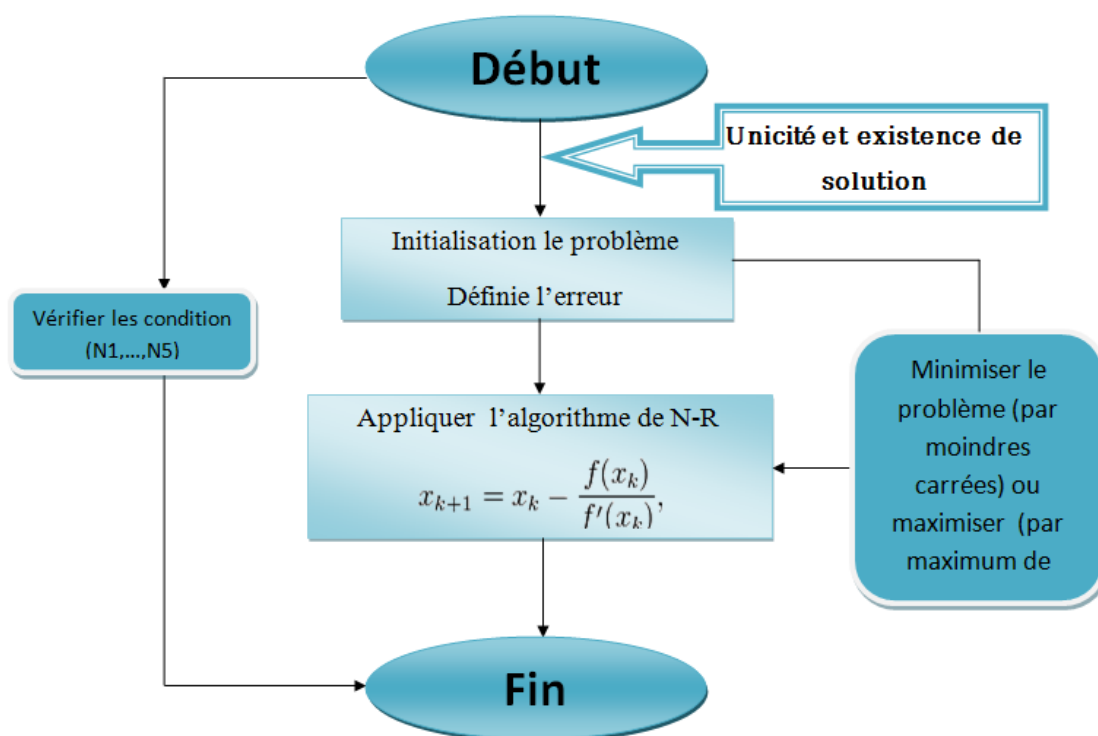 Début
Unicité et existence de
solution
Initialisation le problème
Définie l'erreur
Vérifier les condition
(N1,...,N5)
Appliquer l'algorithme de N-R
x_{k+1} = x_k - \frac{f(x_k)}{f'(x_k)},
Minimiser le
problème (par
moindres
carrées) ou
maximiser (par
maximum de
Fin